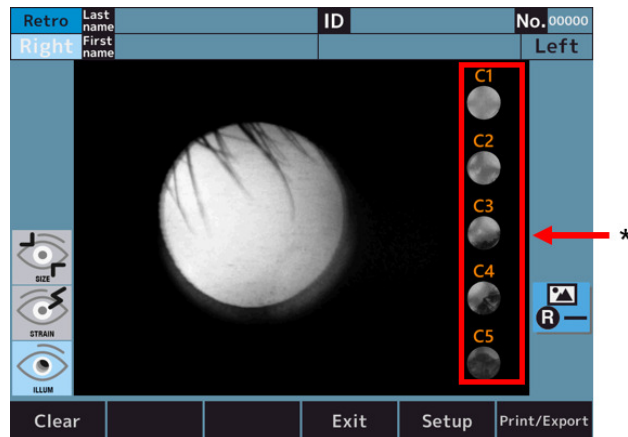 Retro Last name ID No. 00000
Right First name Left
C1
C2
C3
*
C4
C5
SIZE
STRAIN
ILLUM
R
Clear Exit Setup Print/Export